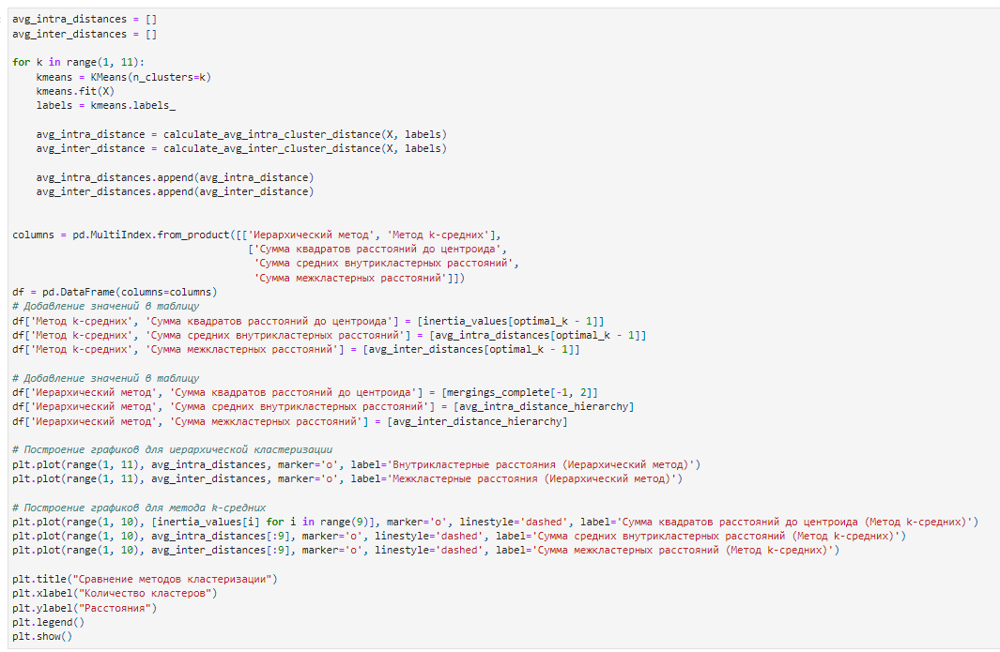 avg_intra_distances = []
avg_inter_distances = []
for k in range(1, 11):
    kmeans = KMeans(n_clusters=k)
    kmeans.fit(X)
    labels = kmeans.labels_
    avg_intra_distance = calculate_avg_intra_cluster_distance(X, labels)
    avg_inter_distance = calculate_avg_inter_cluster_distance(X, labels)
    avg_intra_distances.append(avg_intra_distance)
    avg_inter_distances.append(avg_inter_distance)
columns = pd.MultiIndex.from_product([['Иерархический метод', 'Метод k-средних'],
                                       ['Сумма квадратов расстояний до центроида',
                                        'Сумма средних внутрикластерных расстояний',
                                        'Сумма межкластерных расстояний']])
df = pd.DataFrame(columns=columns)
# Добавление значений в таблицу
df['Метод k-средних', 'Сумма квадратов расстояний до центроида'] = [inertia_values[optimal_k - 1]]
df['Метод k-средних', 'Сумма средних внутрикластерных расстояний'] = [avg_intra_distances[optimal_k - 1]]
df['Метод k-средних', 'Сумма межкластерных расстояний'] = [avg_inter_distances[optimal_k - 1]]
# Добавление значений в таблицу
df['Иерархический метод', 'Сумма квадратов расстояний до центроида'] = [mergings_complete[-1, 2]]
df['Иерархический метод', 'Сумма средних внутрикластерных расстояний'] = [avg_intra_distance_hierarchy]
df['Иерархический метод', 'Сумма межкластерных расстояний'] = [avg_inter_distance_hierarchy]
# Построение графиков для иерархической кластеризации
plt.plot(range(1, 11), avg_intra_distances, marker='o', label='Внутрикластерные расстояния (Иерархический метод)')
plt.plot(range(1, 11), avg_inter_distances, marker='o', label='Межкластерные расстояния (Иерархический метод)')
# Построение графиков для метода k-средних
plt.plot(range(1, 10), [inertia_values[i] for i in range(9)], marker='o', linestyle='dashed', label='Сумма квадратов расстояний до центроида (Метод k-средних)')
plt.plot(range(1, 10), avg_intra_distances[:9], marker='o', linestyle='dashed', label='Сумма средних внутрикластерных расстояний (Метод k-средних)')
plt.plot(range(1, 10), avg_inter_distances[:9], marker='o', linestyle='dashed', label='Сумма межкластерных расстояний (Метод k-средних)')
plt.title("Сравнение методов кластеризации")
plt.xlabel("Количество кластеров")
plt.ylabel("Расстояния")
plt.legend()
plt.show()